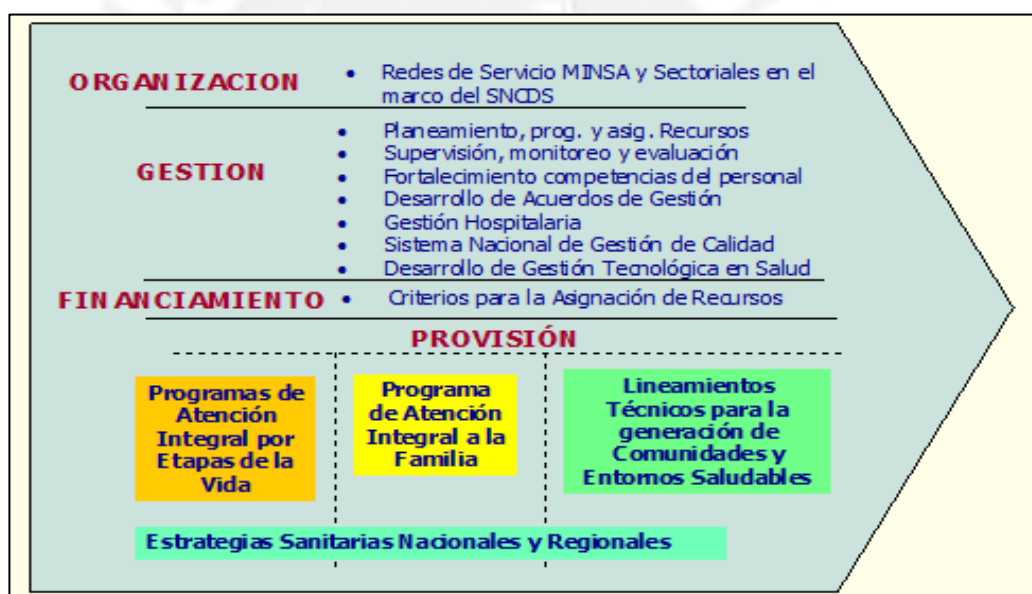 ORGANIZACION
• Redes de Servicio MINSA y Sectoriales en el
marco del SNCDS
GESTION
• Planeamiento, prog. y asig. Recursos
• Supervisión, monitoreo y evaluación
• Fortalecimiento competencias del personal
• Desarrollo de Acuerdos de Gestión
• Gestión Hospitalaria
• Sistema Nacional de Gestión de Calidad
• Desarrollo de Gestión Tecnológica en Salud
FINANCIAMIENTO
• Criterios para la Asignación de Recursos
PROVISIÓN
Programas de
Atención
Integral por
Etapas de la
Vida
Programa
de Atención
Integral a la
Familia
Lineamientos
Técnicos para la
generación de
Comunidades y
Entornos Saludables
Estrategias Sanitarias Nacionales y Regionales